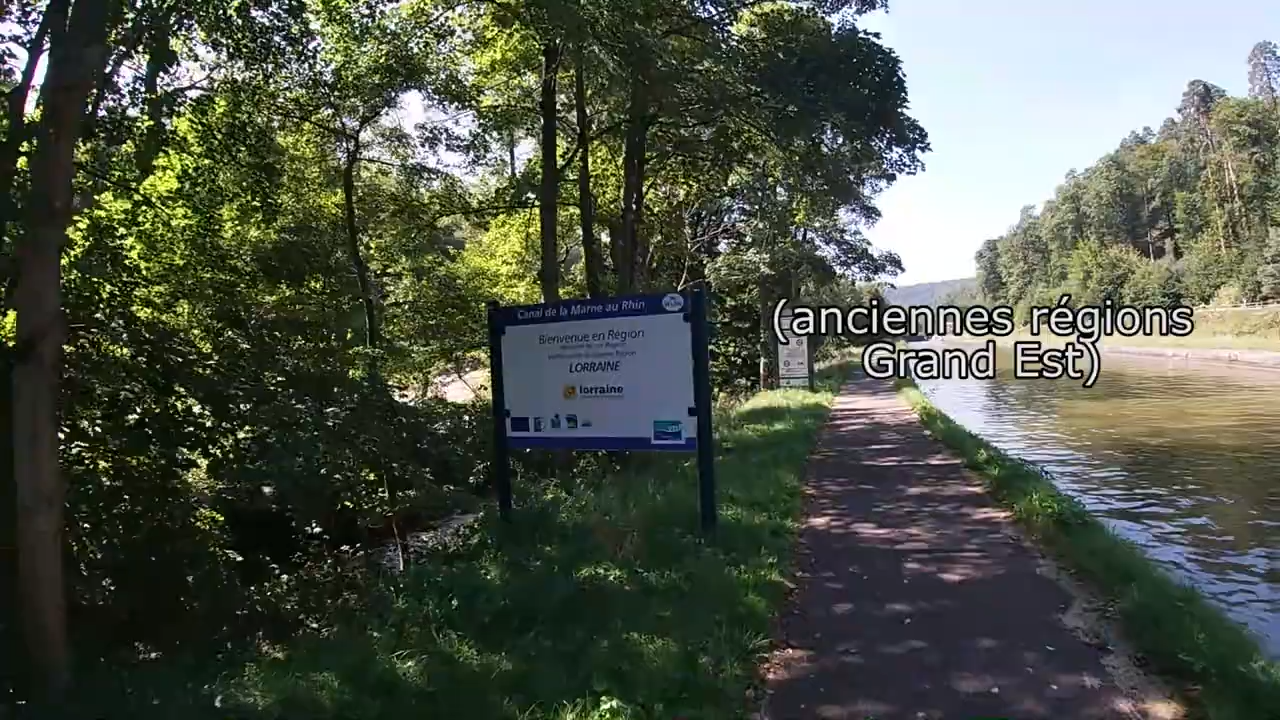 Canal de la Marne au Rhin
Bienvenue en Région
LORRAINE
lorraine
(anciennes régions
Grand Est)